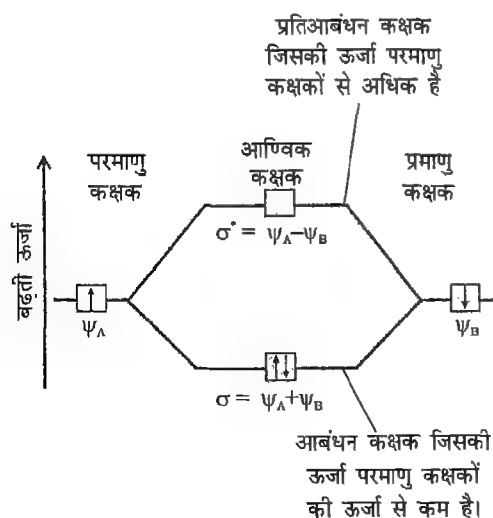 प्रतिआबंधन कक्षक
जिसकी ऊर्जा परमाणु
कक्षकों से अधिक है
परमाणु
कक्षक
आण्विक
कक्षक
प्रमाणु
कक्षक
σ* = ψA−ψB
बढ़ती ऊर्जा
ψA
ψB
σ = ψA+ψB
आबंधन कक्षक जिसकी
ऊर्जा परमाणु कक्षकों
की ऊर्जा से कम है।